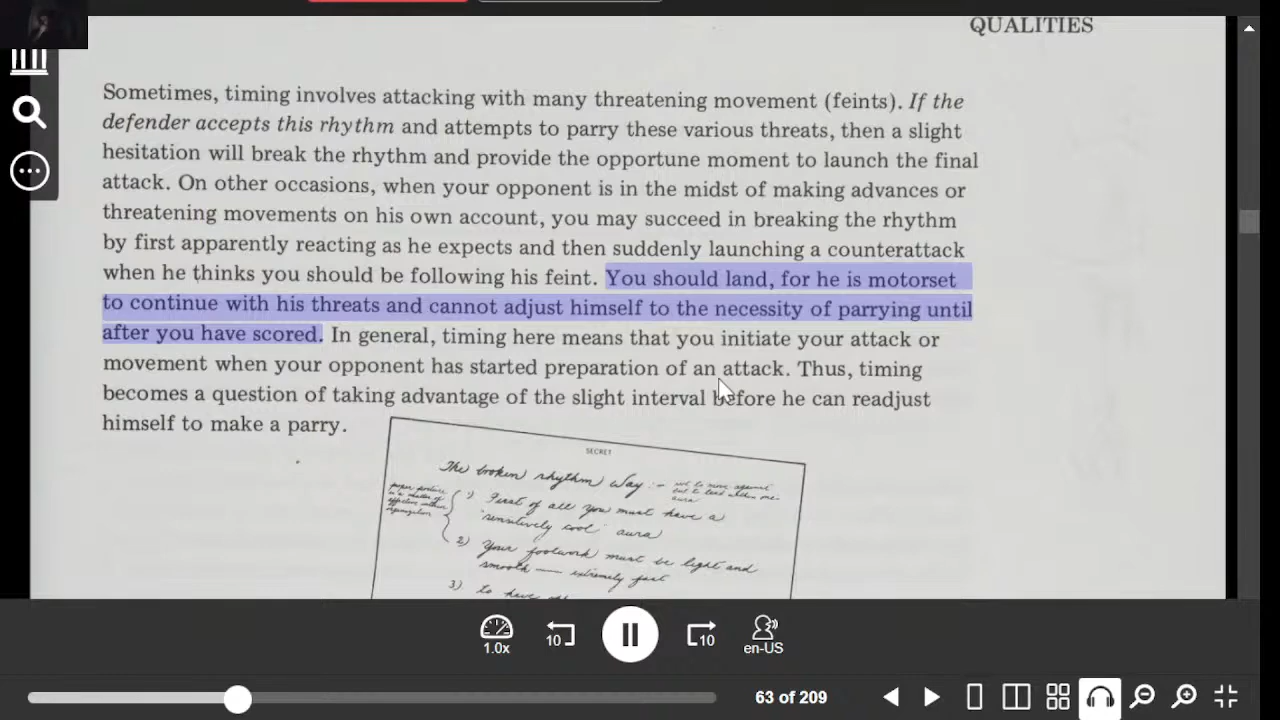 QUALITIES
Sometimes, timing involves attacking with many threatening movement (feints). If the
defender accepts this rhythm and attempts to parry these various threats, then a slight
hesitation will break the rhythm and provide the opportune moment to launch the final
attack. On other occasions, when your opponent is in the midst of making advances or
threatening movements on his own account, you may succeed in breaking the rhythm
by first apparently reacting as he expects and then suddenly launching a counterattack
when he thinks you should be following his feint. You should land, for he is motorset
to continue with his threats and cannot adjust himself to the necessity of parrying until
after you have scored. In general, timing here means that you initiate your attack or
movement when your opponent has started preparation of an attack. Thus, timing
becomes a question of taking advantage of the slight interval before he can readjust
himself to make a parry.
SECRET
The broken rhythm Way :-
1) First of all you must have a
"sensitively cool" aura
2) Your footwork must be light and
smooth — extremely fast
3) to have
1.0x
10
10
en-US
63 of 209